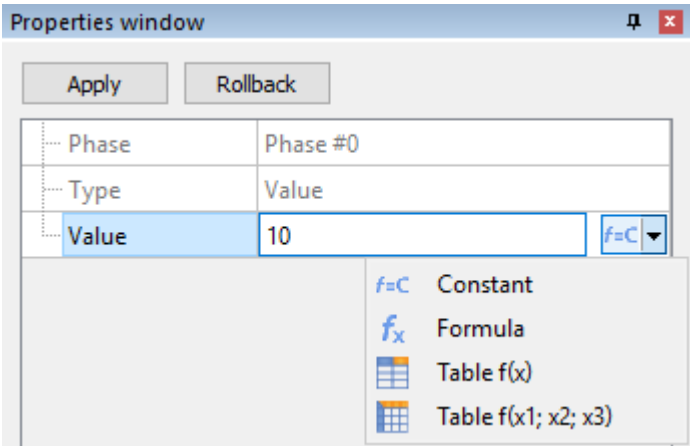 Properties window
Apply Rollback
Phase Phase #0
Type Value
Value 10 f=C
f=C Constant
fx Formula
Table f(x)
Table f(x1; x2; x3)